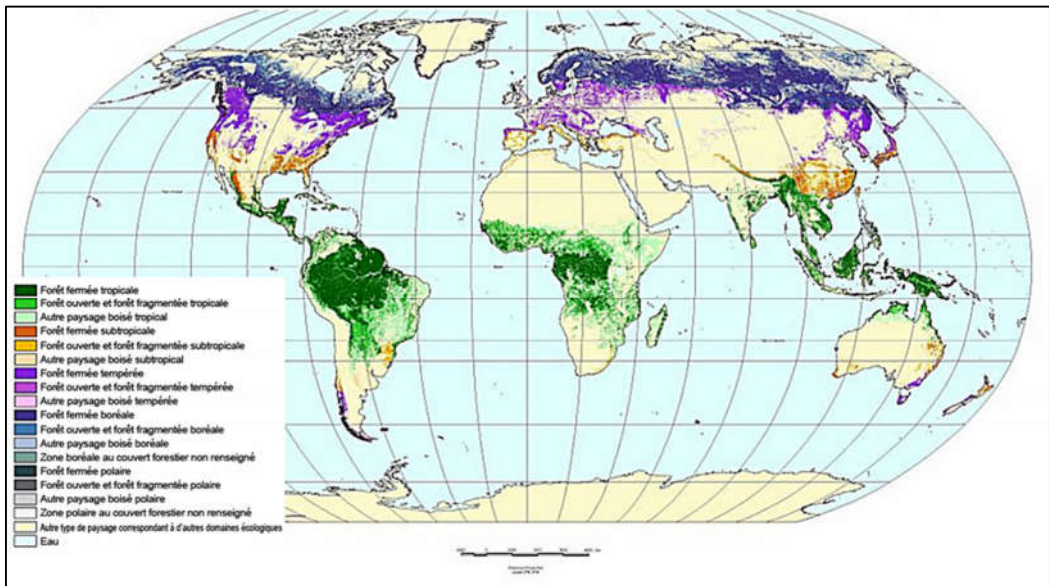 Forêt fermée tropicale
Forêt ouverte et forêt fragmentée tropicale
Autre paysage boisé tropical
Forêt fermée subtropicale
Forêt ouverte et forêt fragmentée subtropicale
Autre paysage boisé subtropical
Forêt fermée tempérée
Forêt ouverte et forêt fragmentée tempérée
Autre paysage boisé tempérée
Forêt fermée boréale
Forêt ouverte et forêt fragmentée boréale
Autre paysage boisé boréale
Zone boréale au couvert forestier non renseigné
Forêt fermée polaire
Forêt ouverte et forêt fragmentée polaire
Autre paysage boisé polaire
Zone polaire au couvert forestier non renseigné
Autre type de paysage correspondant à d'autres domaines écologiques
Eau